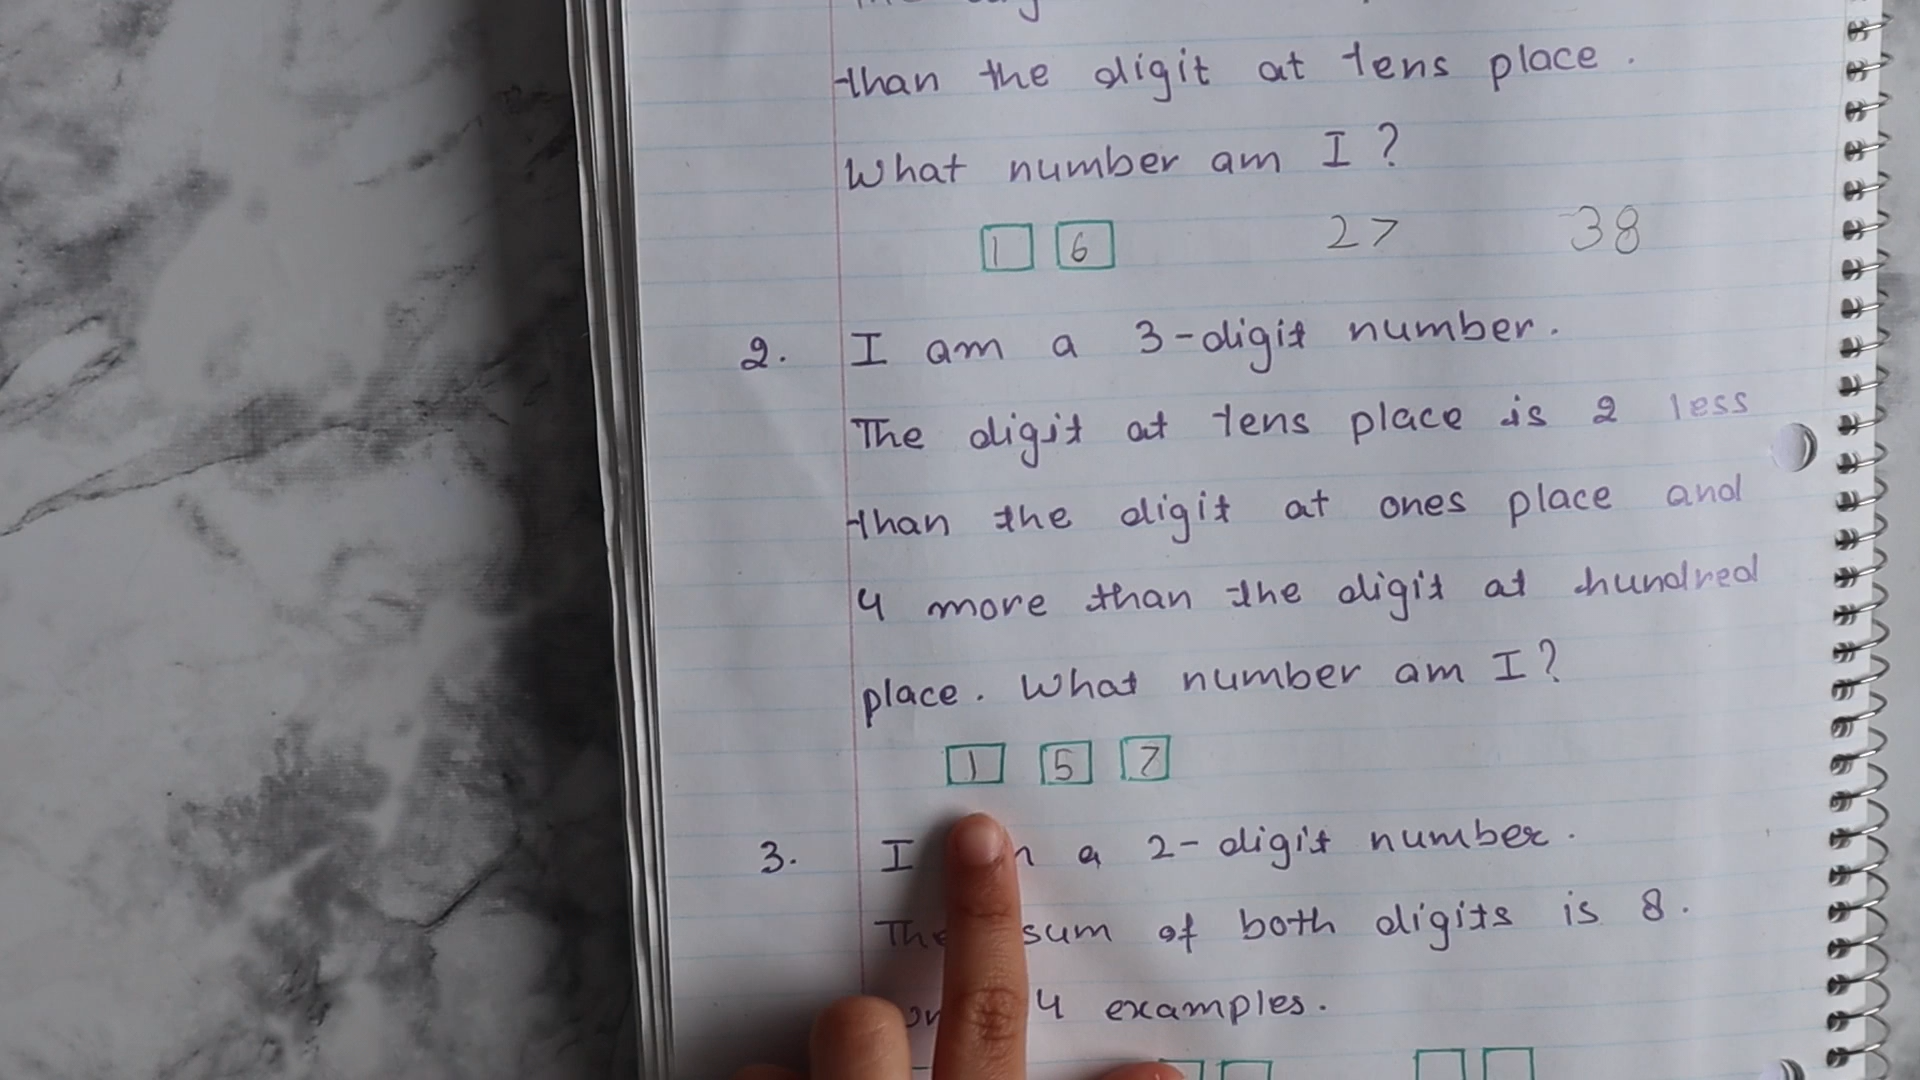 than the digit at tens place.
What number am I?
1 6 27 38
2. I am a 3-digit number.
The digit at tens place is 2 less
than the digit at ones place and
4 more than the digit at hundred
place. What number am I?
1 5 7
3. I a 2-digit number.
The sum of both digits is 8.
4 examples.